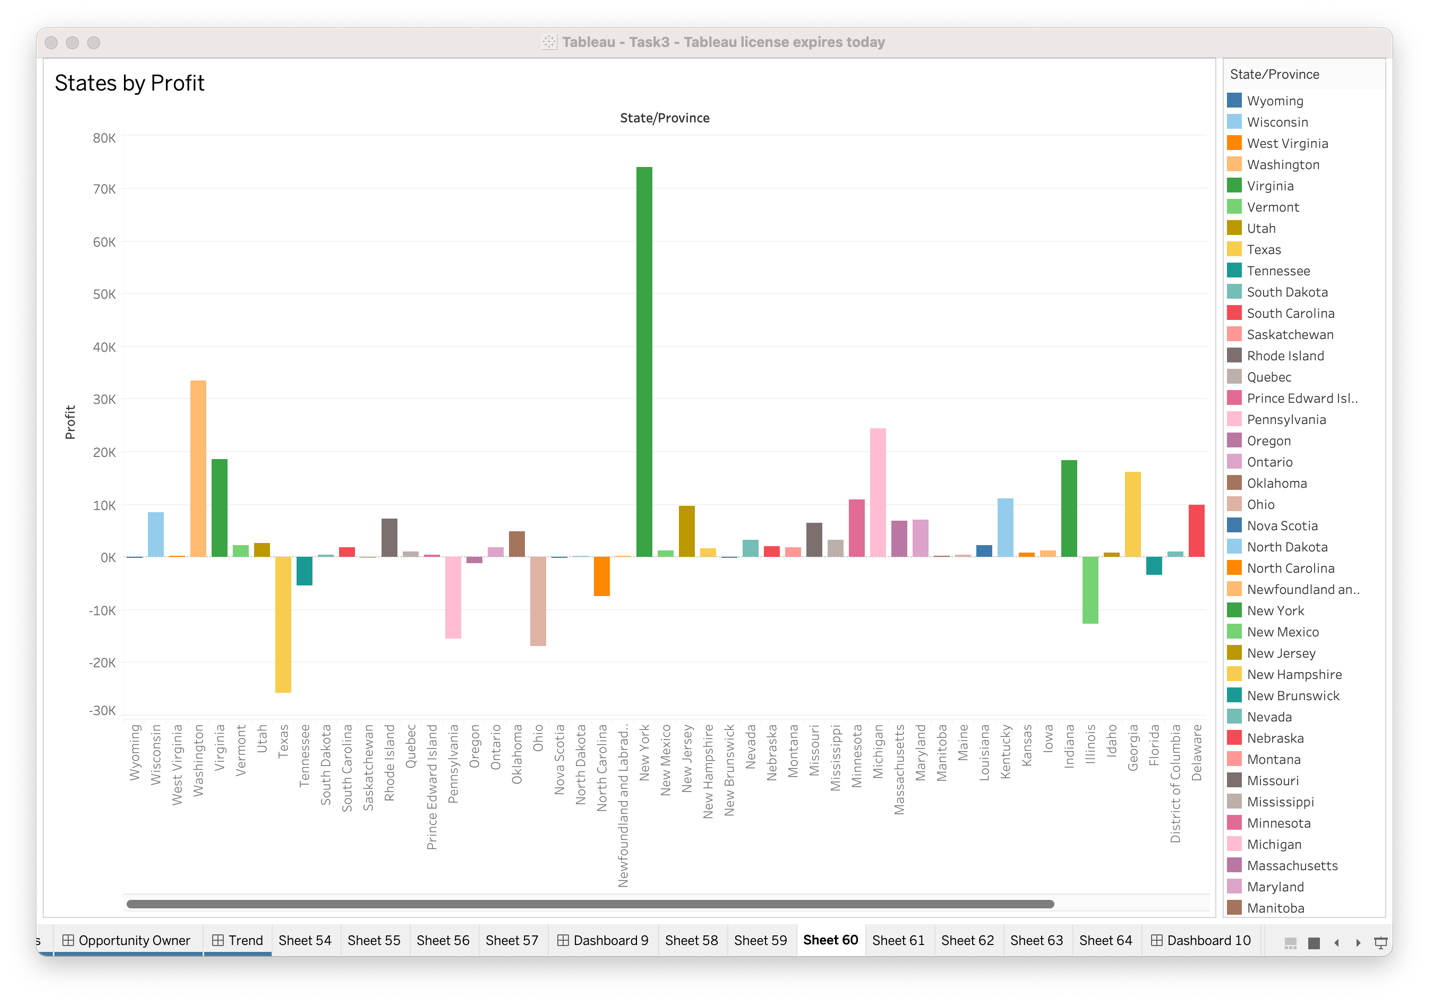 Tableau - Task3 - Tableau license expires today
States by Profit
State/Province
80K
70K
60K
50K
40K
30K
20K
10K
0K
-10K
-20K
-30K
Profit
Wyoming
Wisconsin
West Virginia
Washington
Virginia
Vermont
Utah
Texas
Tennessee
South Dakota
South Carolina
Saskatchewan
Rhode Island
Quebec
Prince Edward Island
Pennsylvania
Oregon
Ontario
Oklahoma
Ohio
Nova Scotia
North Dakota
North Carolina
Newfoundland and Labrad..
New York
New Mexico
New Jersey
New Hampshire
New Brunswick
Nevada
Nebraska
Montana
Missouri
Mississippi
Minnesota
Michigan
Massachusetts
Maryland
Manitoba
Maine
Louisiana
Kentucky
Kansas
Iowa
Indiana
Illinois
Idaho
Georgia
Florida
District of Columbia
Delaware
State/Province
Wyoming
Wisconsin
West Virginia
Washington
Virginia
Vermont
Utah
Texas
Tennessee
South Dakota
South Carolina
Saskatchewan
Rhode Island
Quebec
Prince Edward Isl..
Pennsylvania
Oregon
Ontario
Oklahoma
Ohio
Nova Scotia
North Dakota
North Carolina
Newfoundland an..
New York
New Mexico
New Jersey
New Hampshire
New Brunswick
Nevada
Nebraska
Montana
Missouri
Mississippi
Minnesota
Michigan
Massachusetts
Maryland
Manitoba
s Opportunity Owner Trend Sheet 54 Sheet 55 Sheet 56 Sheet 57 Dashboard 9 Sheet 58 Sheet 59 Sheet 60 Sheet 61 Sheet 62 Sheet 63 Sheet 64 Dashboard 10